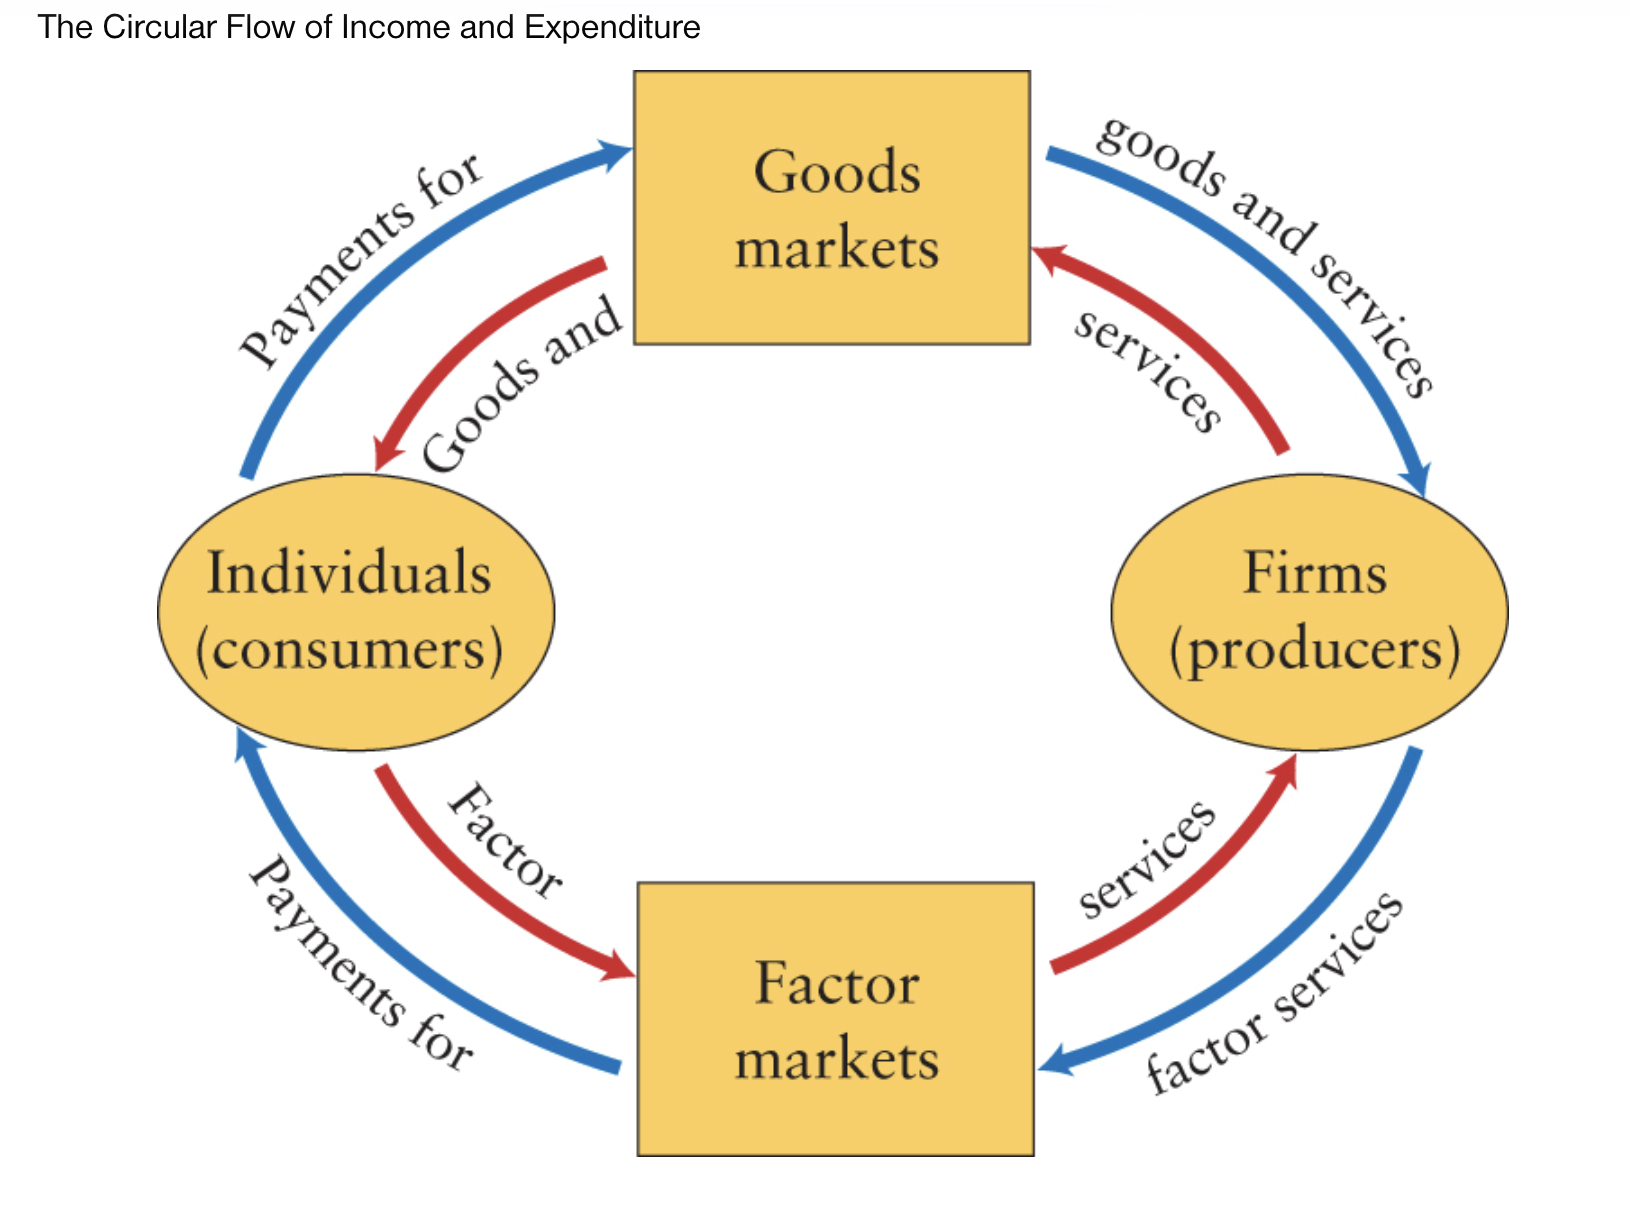 The Circular Flow of Income and Expenditure
Payments for
goods and services
Goods
markets
Goods and
services
Individuals
(consumers)
Firms
(producers)
Factor
services
Factor
markets
Payments for
factor services